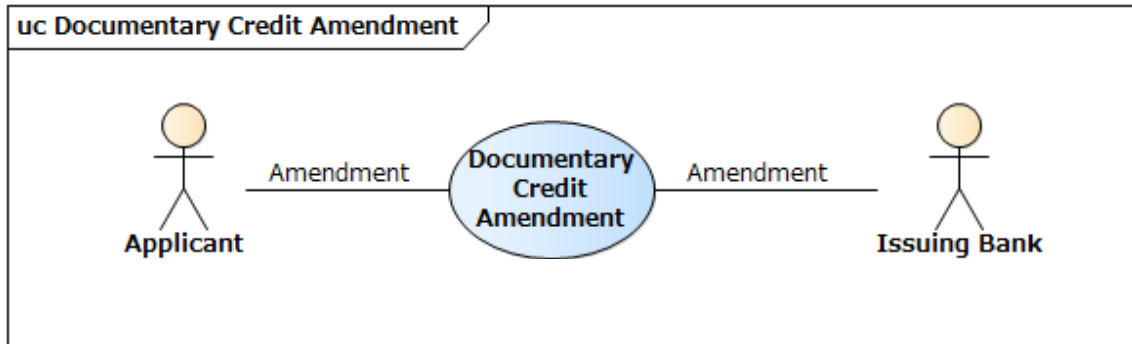 uc Documentary Credit Amendment
Amendment
Documentary
Credit
Amendment
Amendment
Applicant
Issuing Bank